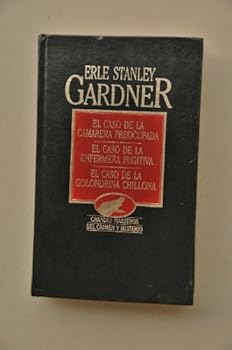 ERLE STANLEY
GARDNER
EL CASO DE LA
CAMARERA PREOCUPADA
EL CASO DE LA
ENFERMERA FUGITIVA
EL CASO DE LA
GOLONDRINA CHILLONA
GRANDES MAESTROS
DEL CRIMEN Y MISTERIO